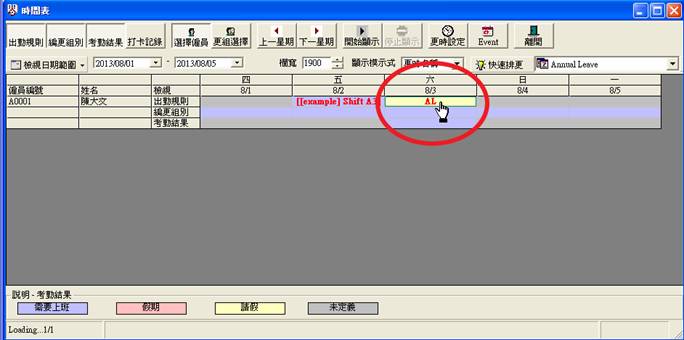 時間表
出勤規則 編更組別 考勤結果 打卡記錄 選擇僱員 更組選擇 上一星期 下一星期 開始顯示 停止顯示 更時設定 Event 離開
檢視日期範圍 2013/08/01 - 2013/08/05 欄寬 1900 顯示模示式 更時名稱 快速排更 Annual Leave
四 五 六 日 一
僱員編號 姓名 檢視 8/1 8/2 8/3 8/4 8/5
A0001 陳大文 出勤規則 [[example] Shift A3] AL
編更組別
考勤結果
說明 - 考勤結果
需要上班 假期 請假 未定義
Loading...1/1